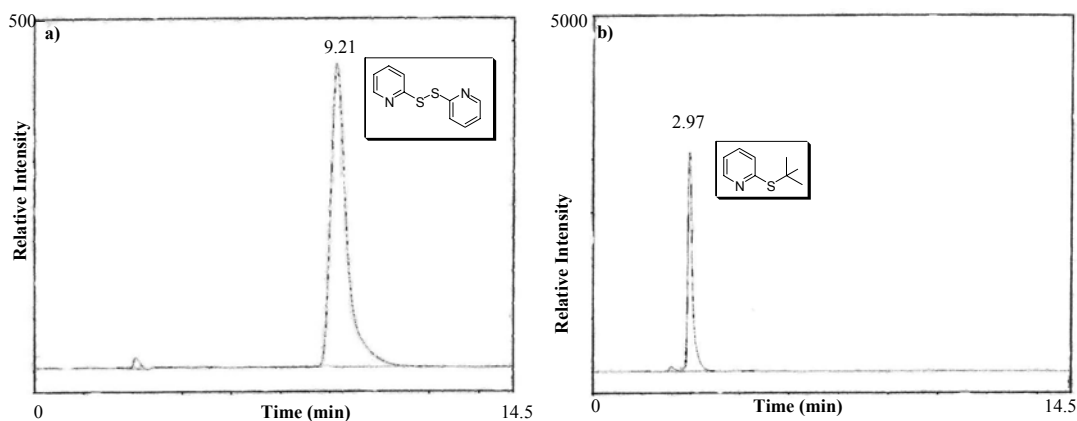 500
a)
9.21
N
S
S
N
Relative Intensity
0
Time (min)
14.5
5000
b)
2.97
N
S
Relative Intensity
0
Time (min)
14.5